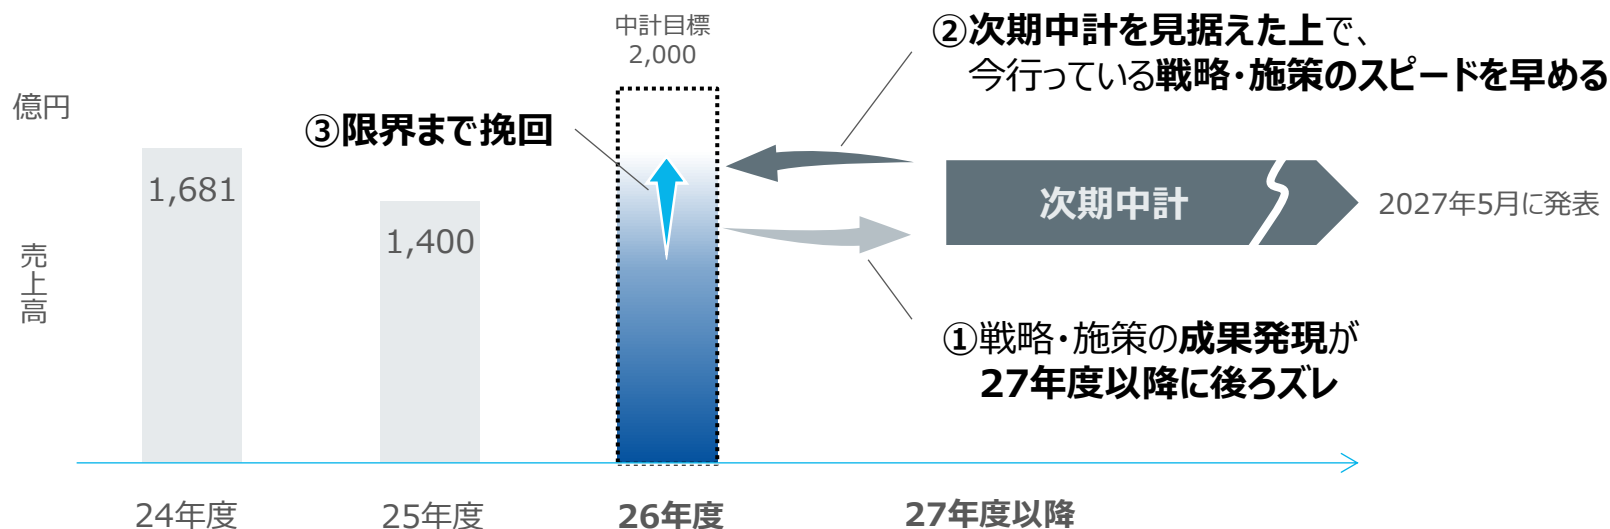 中計目標
2,000
②次期中計を見据えた上で、
今行っている戦略・施策のスピードを早める
億円
③限界まで挽回
1,681
1,400
次期中計
2027年5月に発表
売上高
①戦略・施策の成果発現が
27年度以降に後ろズレ
24年度
25年度
26年度
27年度以降